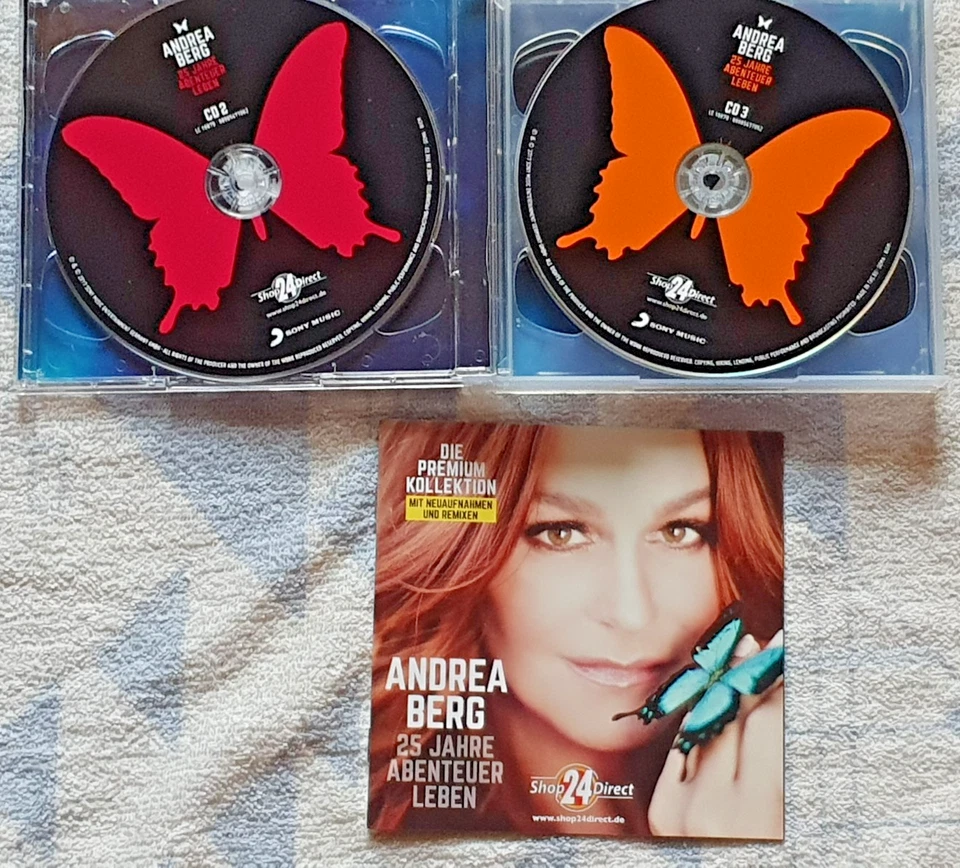 ANDREA
BERG
25 JAHRE
ABENTEUER
LEBEN
CD 2
Shop24Direct
www.shop24direct.de
SONY MUSIC
ANDREA
BERG
25 JAHRE
ABENTEUER
LEBEN
CD 3
Shop24Direct
www.shop24direct.de
SONY MUSIC
DIE
PREMIUM
KOLLEKTION
MIT NEUAUFNAHMEN
UND REMIXEN
ANDREA
BERG
25 JAHRE
ABENTEUER
LEBEN
Shop24Direct
www.shop24direct.de